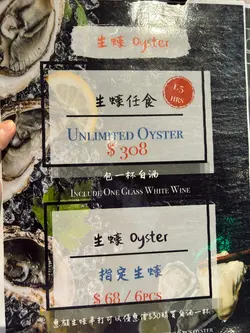 生蠔 Oyster
1.5
HRS
生蠔任食
UNLIMITED OYSTER
$ 308
包一杯白酒
INCLUDE ONE GLASS WHITE WINE
生蠔 Oyster
指定生蠔
$ 68 / 6PCS